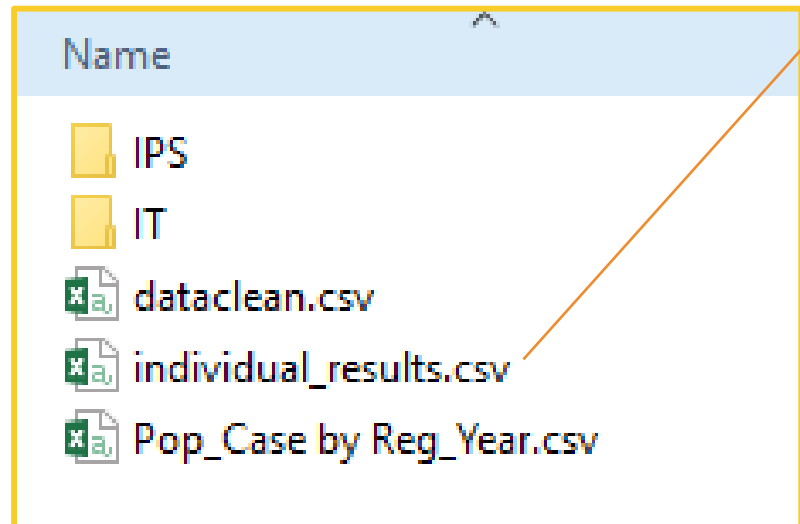 Name
IPS
IT
dataclean.csv
individual_results.csv
Pop_Case by Reg_Year.csv